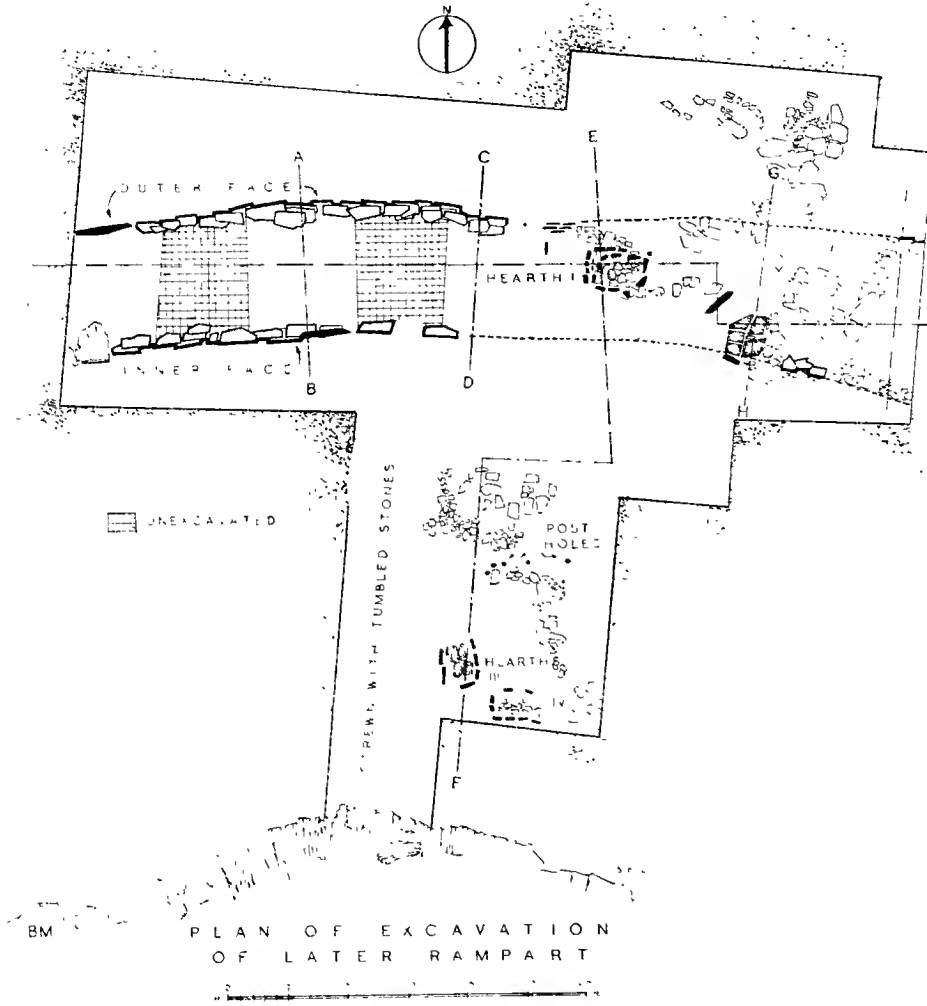 N
A
C
E
G
OUTER FACE
HEARTH I
INNER FACE
B
D
H
UNEXCAVATED
STREWN WITH TUMBLED STONES
POST
HOLES
HEARTHS
III
IV
F
BM
PLAN OF EXCAVATION
OF LATER RAMPART